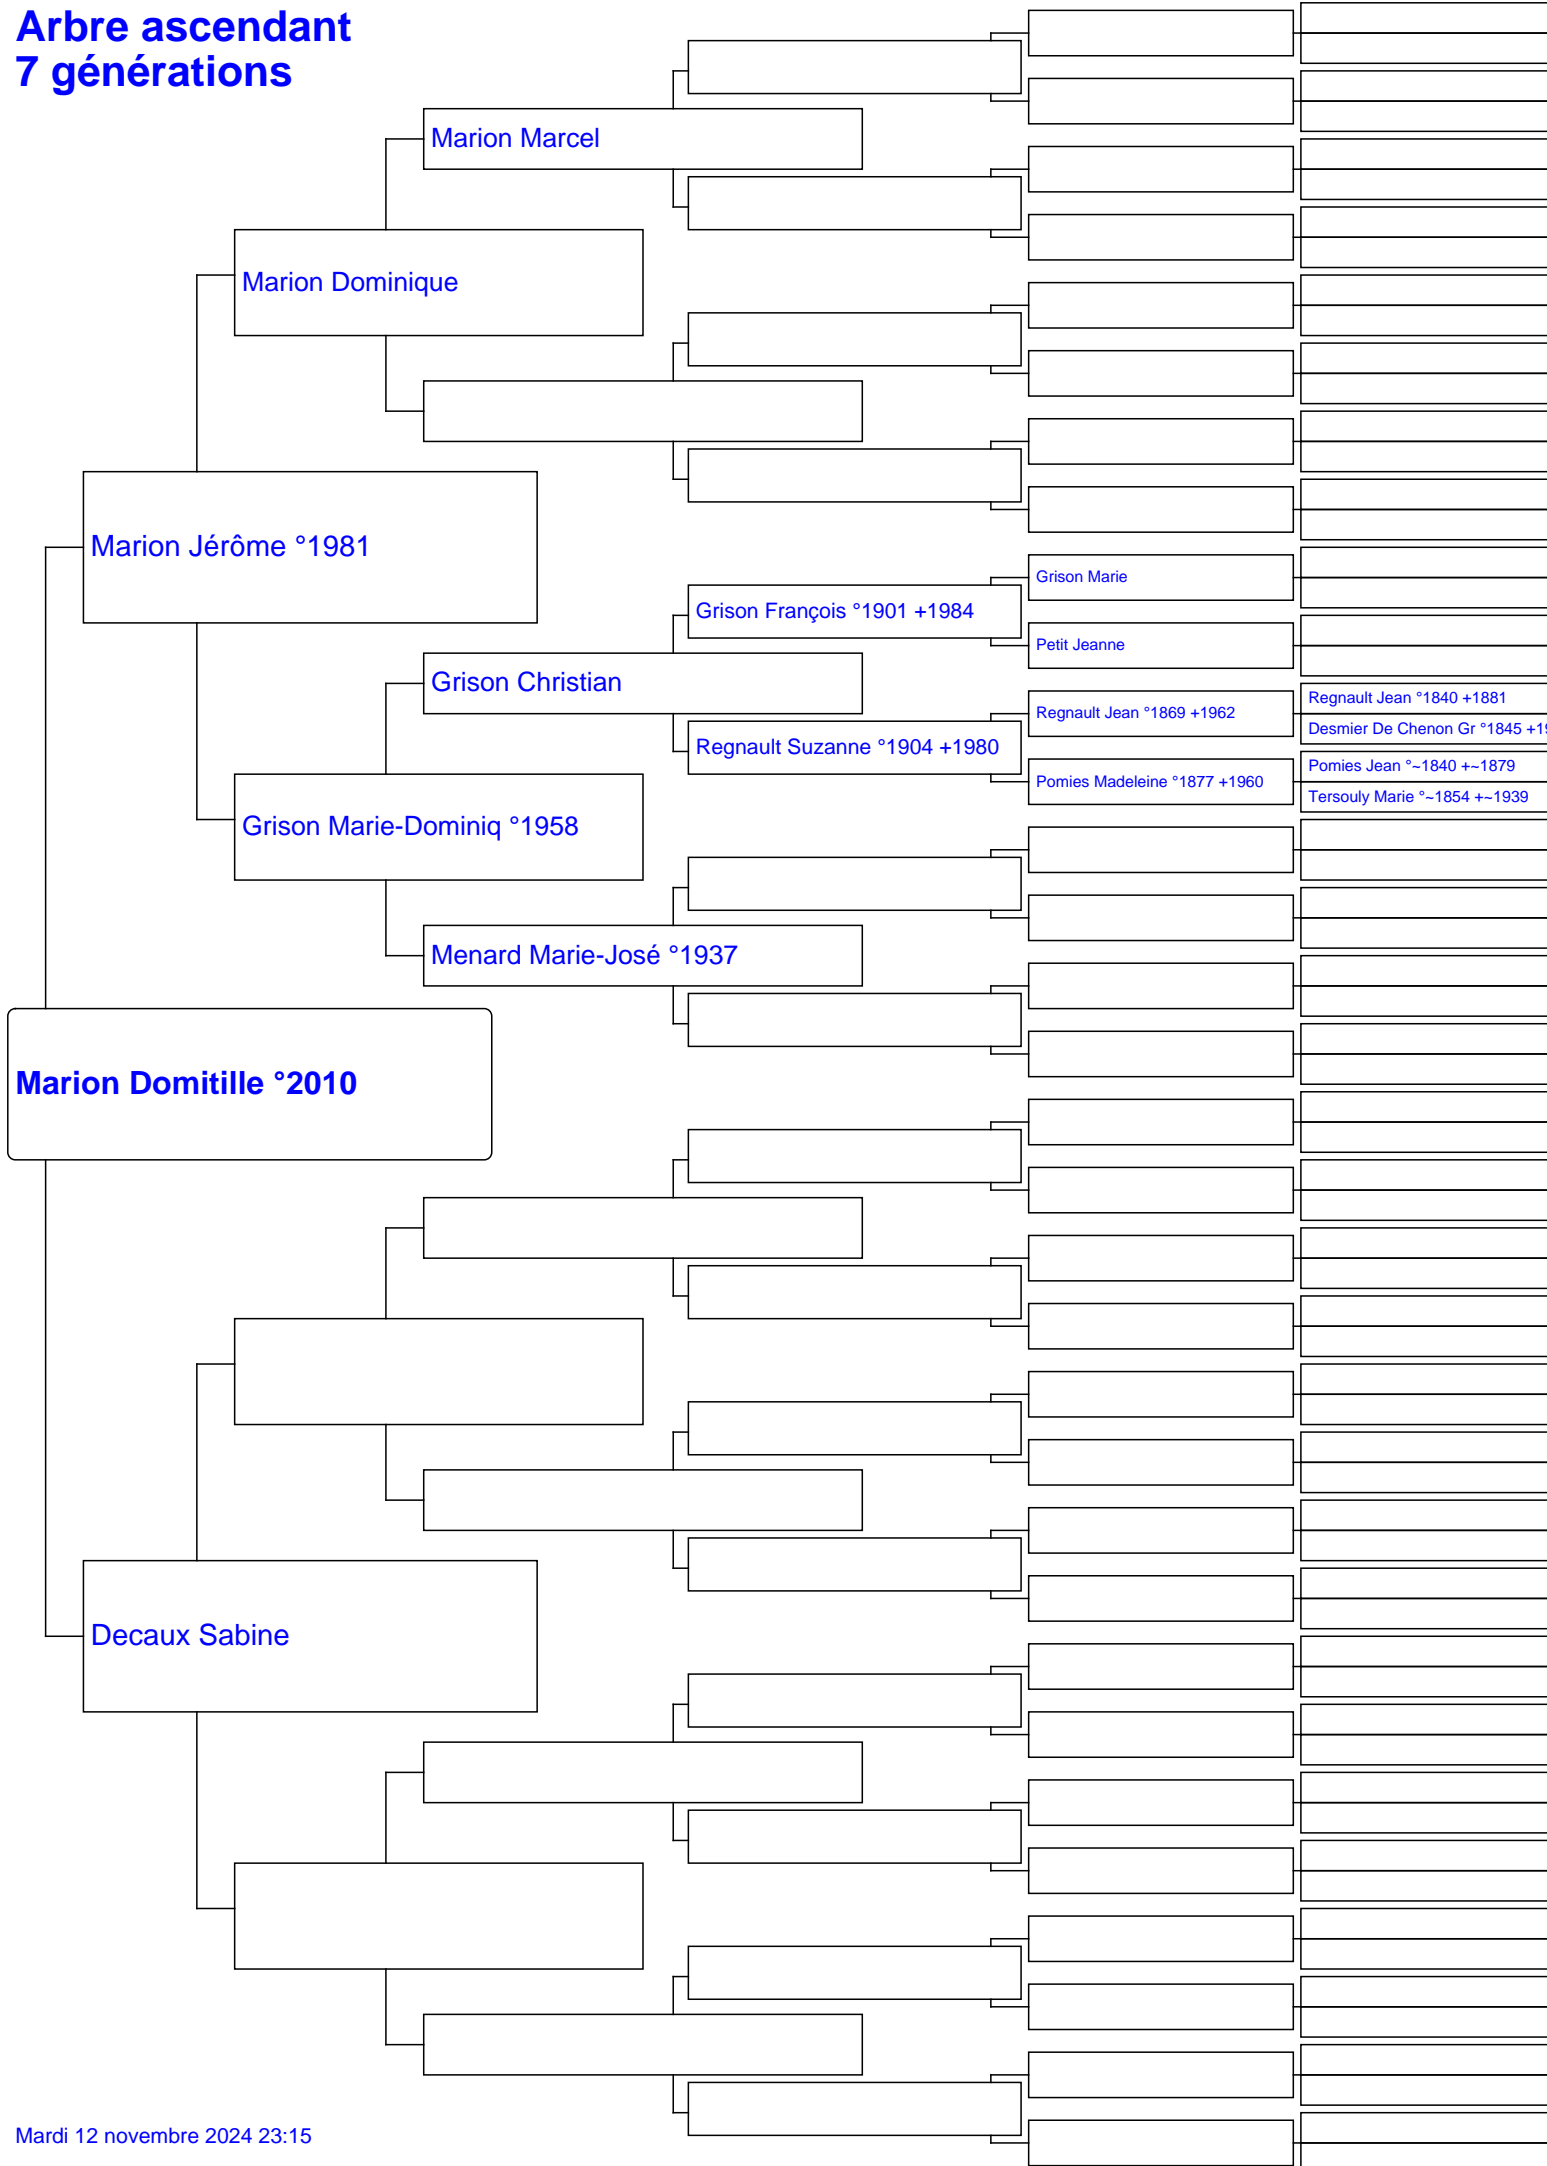 Arbre ascendant
7 générations
Marion Marcel
Marion Dominique
Marion Jérôme °1981
Grison Marie
Grison François °1901 +1984
Petit Jeanne
Grison Christian
Regnault Jean °1840 +1881
Regnault Jean °1869 +1962
Desmier De Chenon Gr °1845
Regnault Suzanne °1904 +1980
Pomies Jean °~1840 +~1879
Pomies Madeleine °1877 +1960
Tersouly Marie °~1854 +~1939
Grison Marie-Dominiq °1958
Menard Marie-José °1937
Marion Domitille °2010
Decaux Sabine
Mardi 12 novembre 2024 23:15